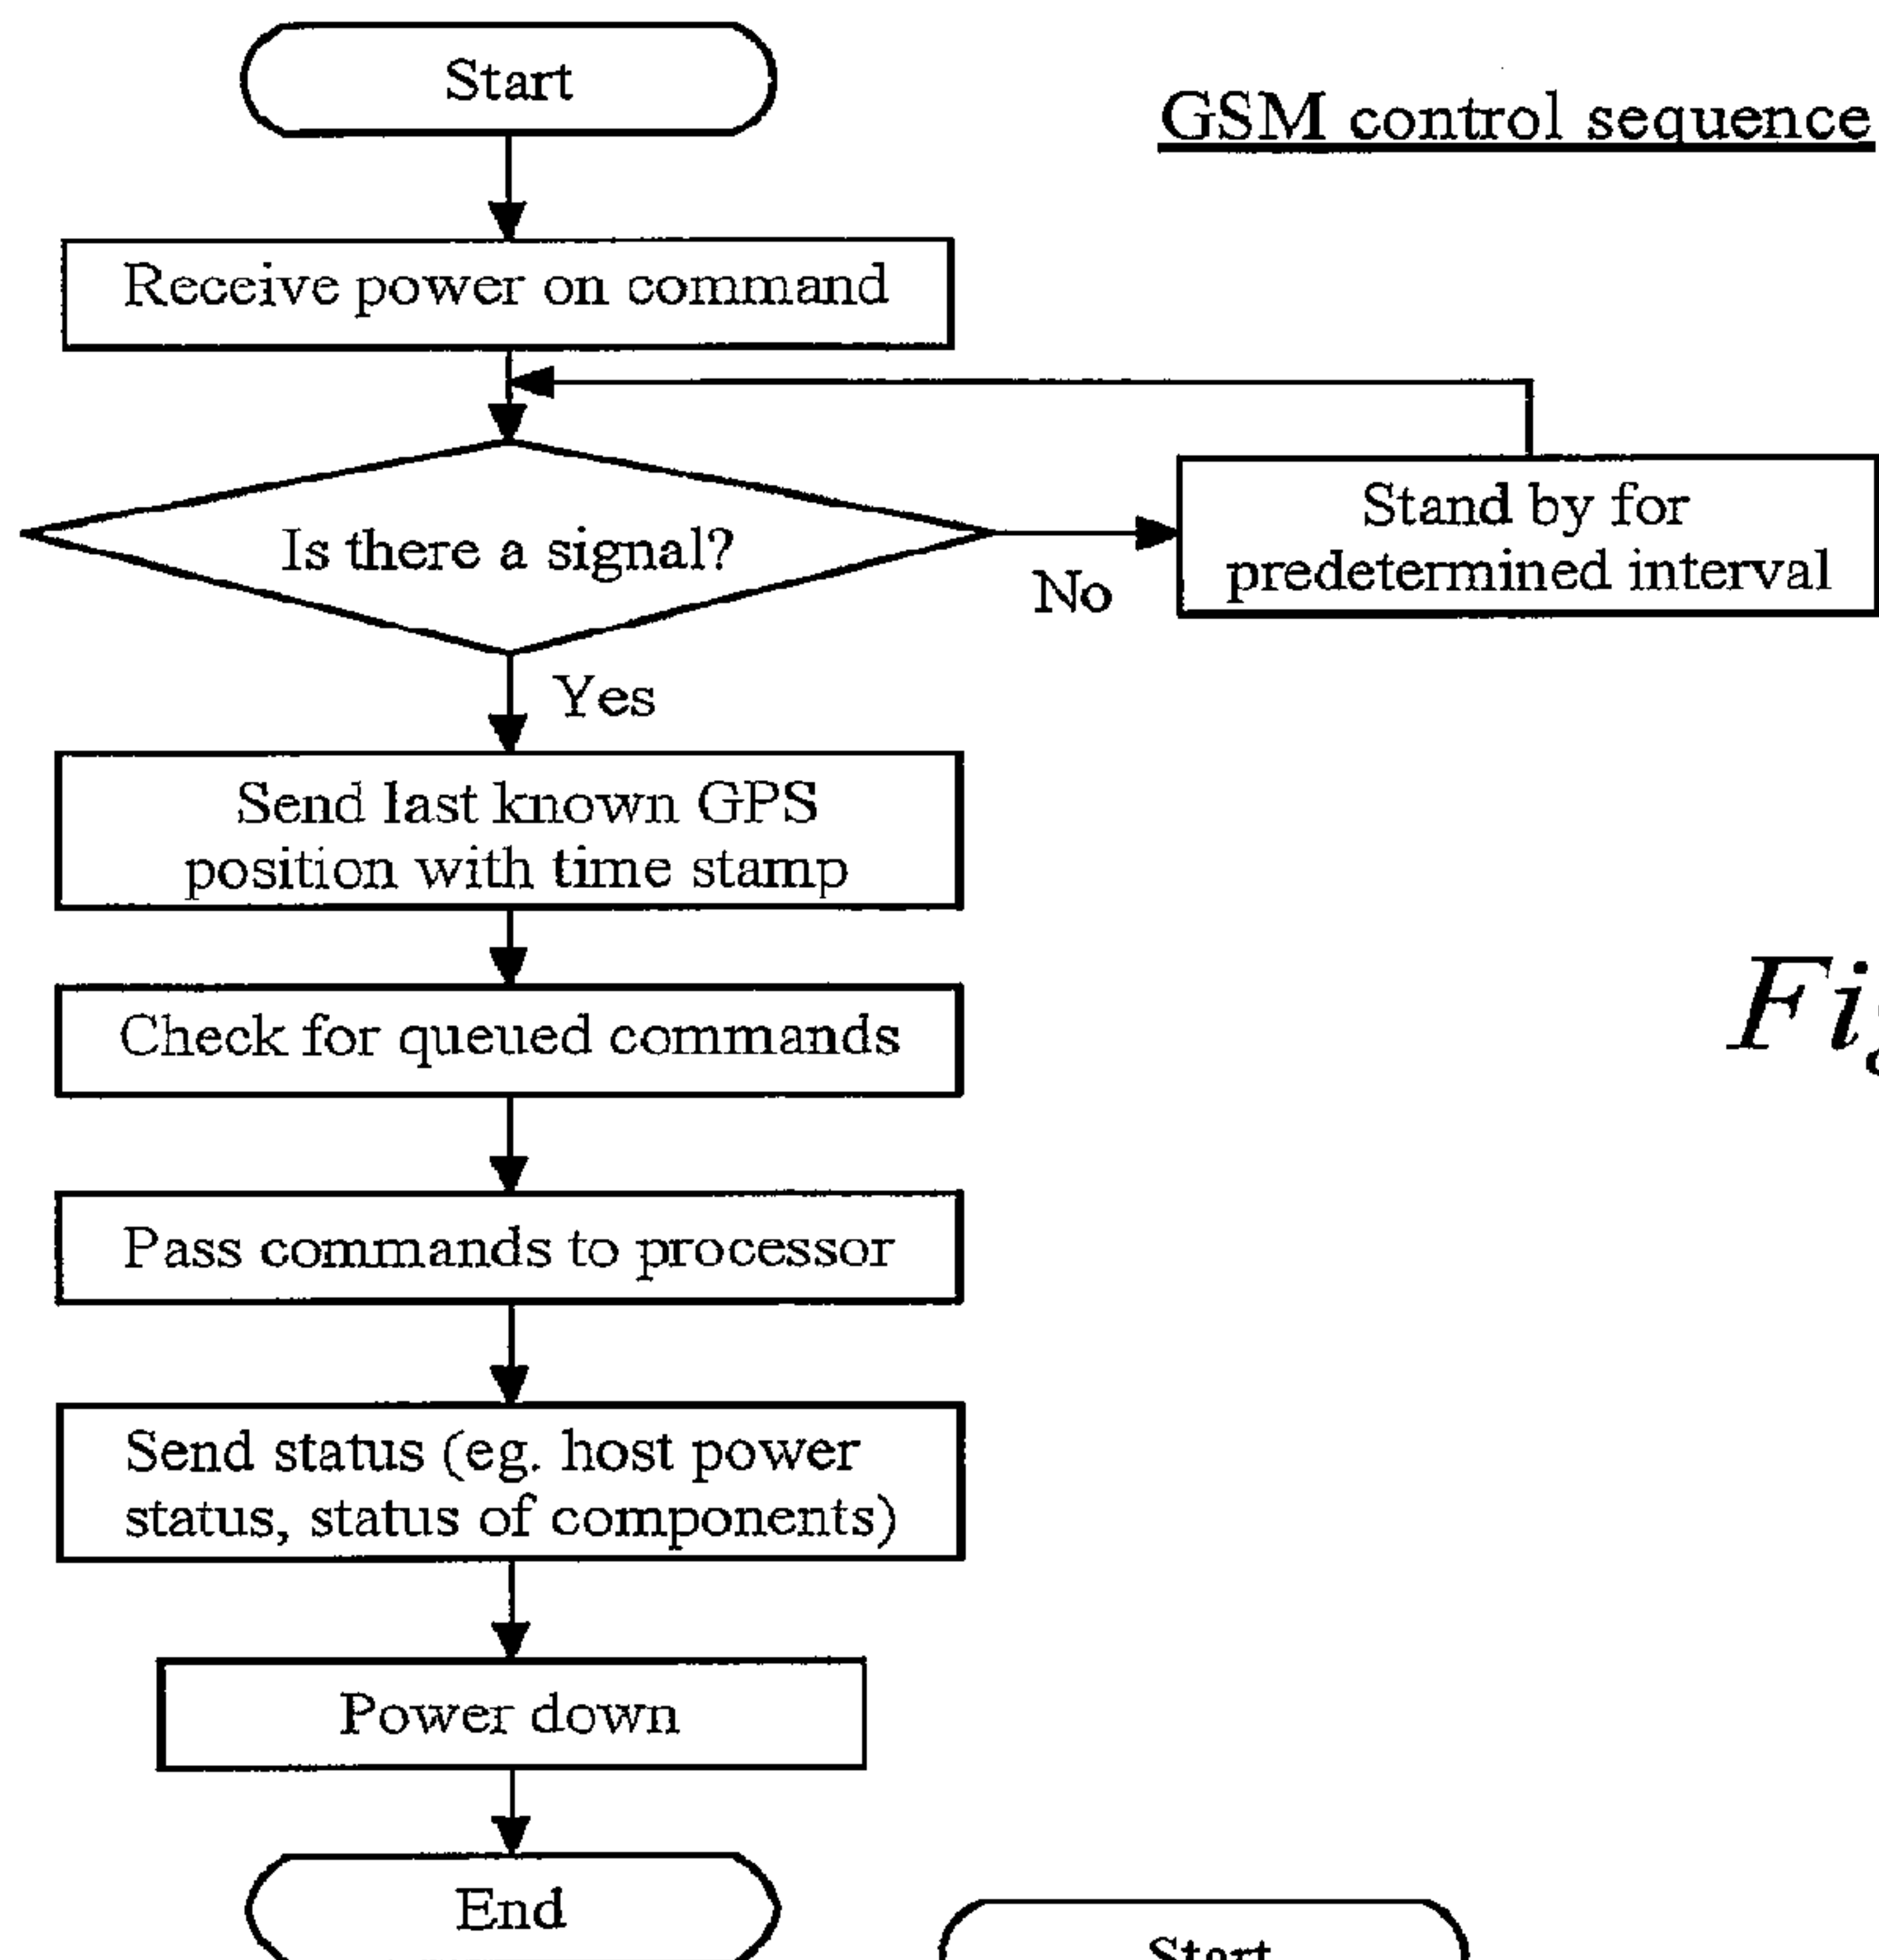 Start
GSM control sequence
Receive power on command
Is there a signal?
No
Stand by for
predetermined interval
Yes
Send last known GPS
position with time stamp
Fig
Check for queued commands
Pass commands to processor
Send status (eg. host power
status, status of components)
Power down
End
Start